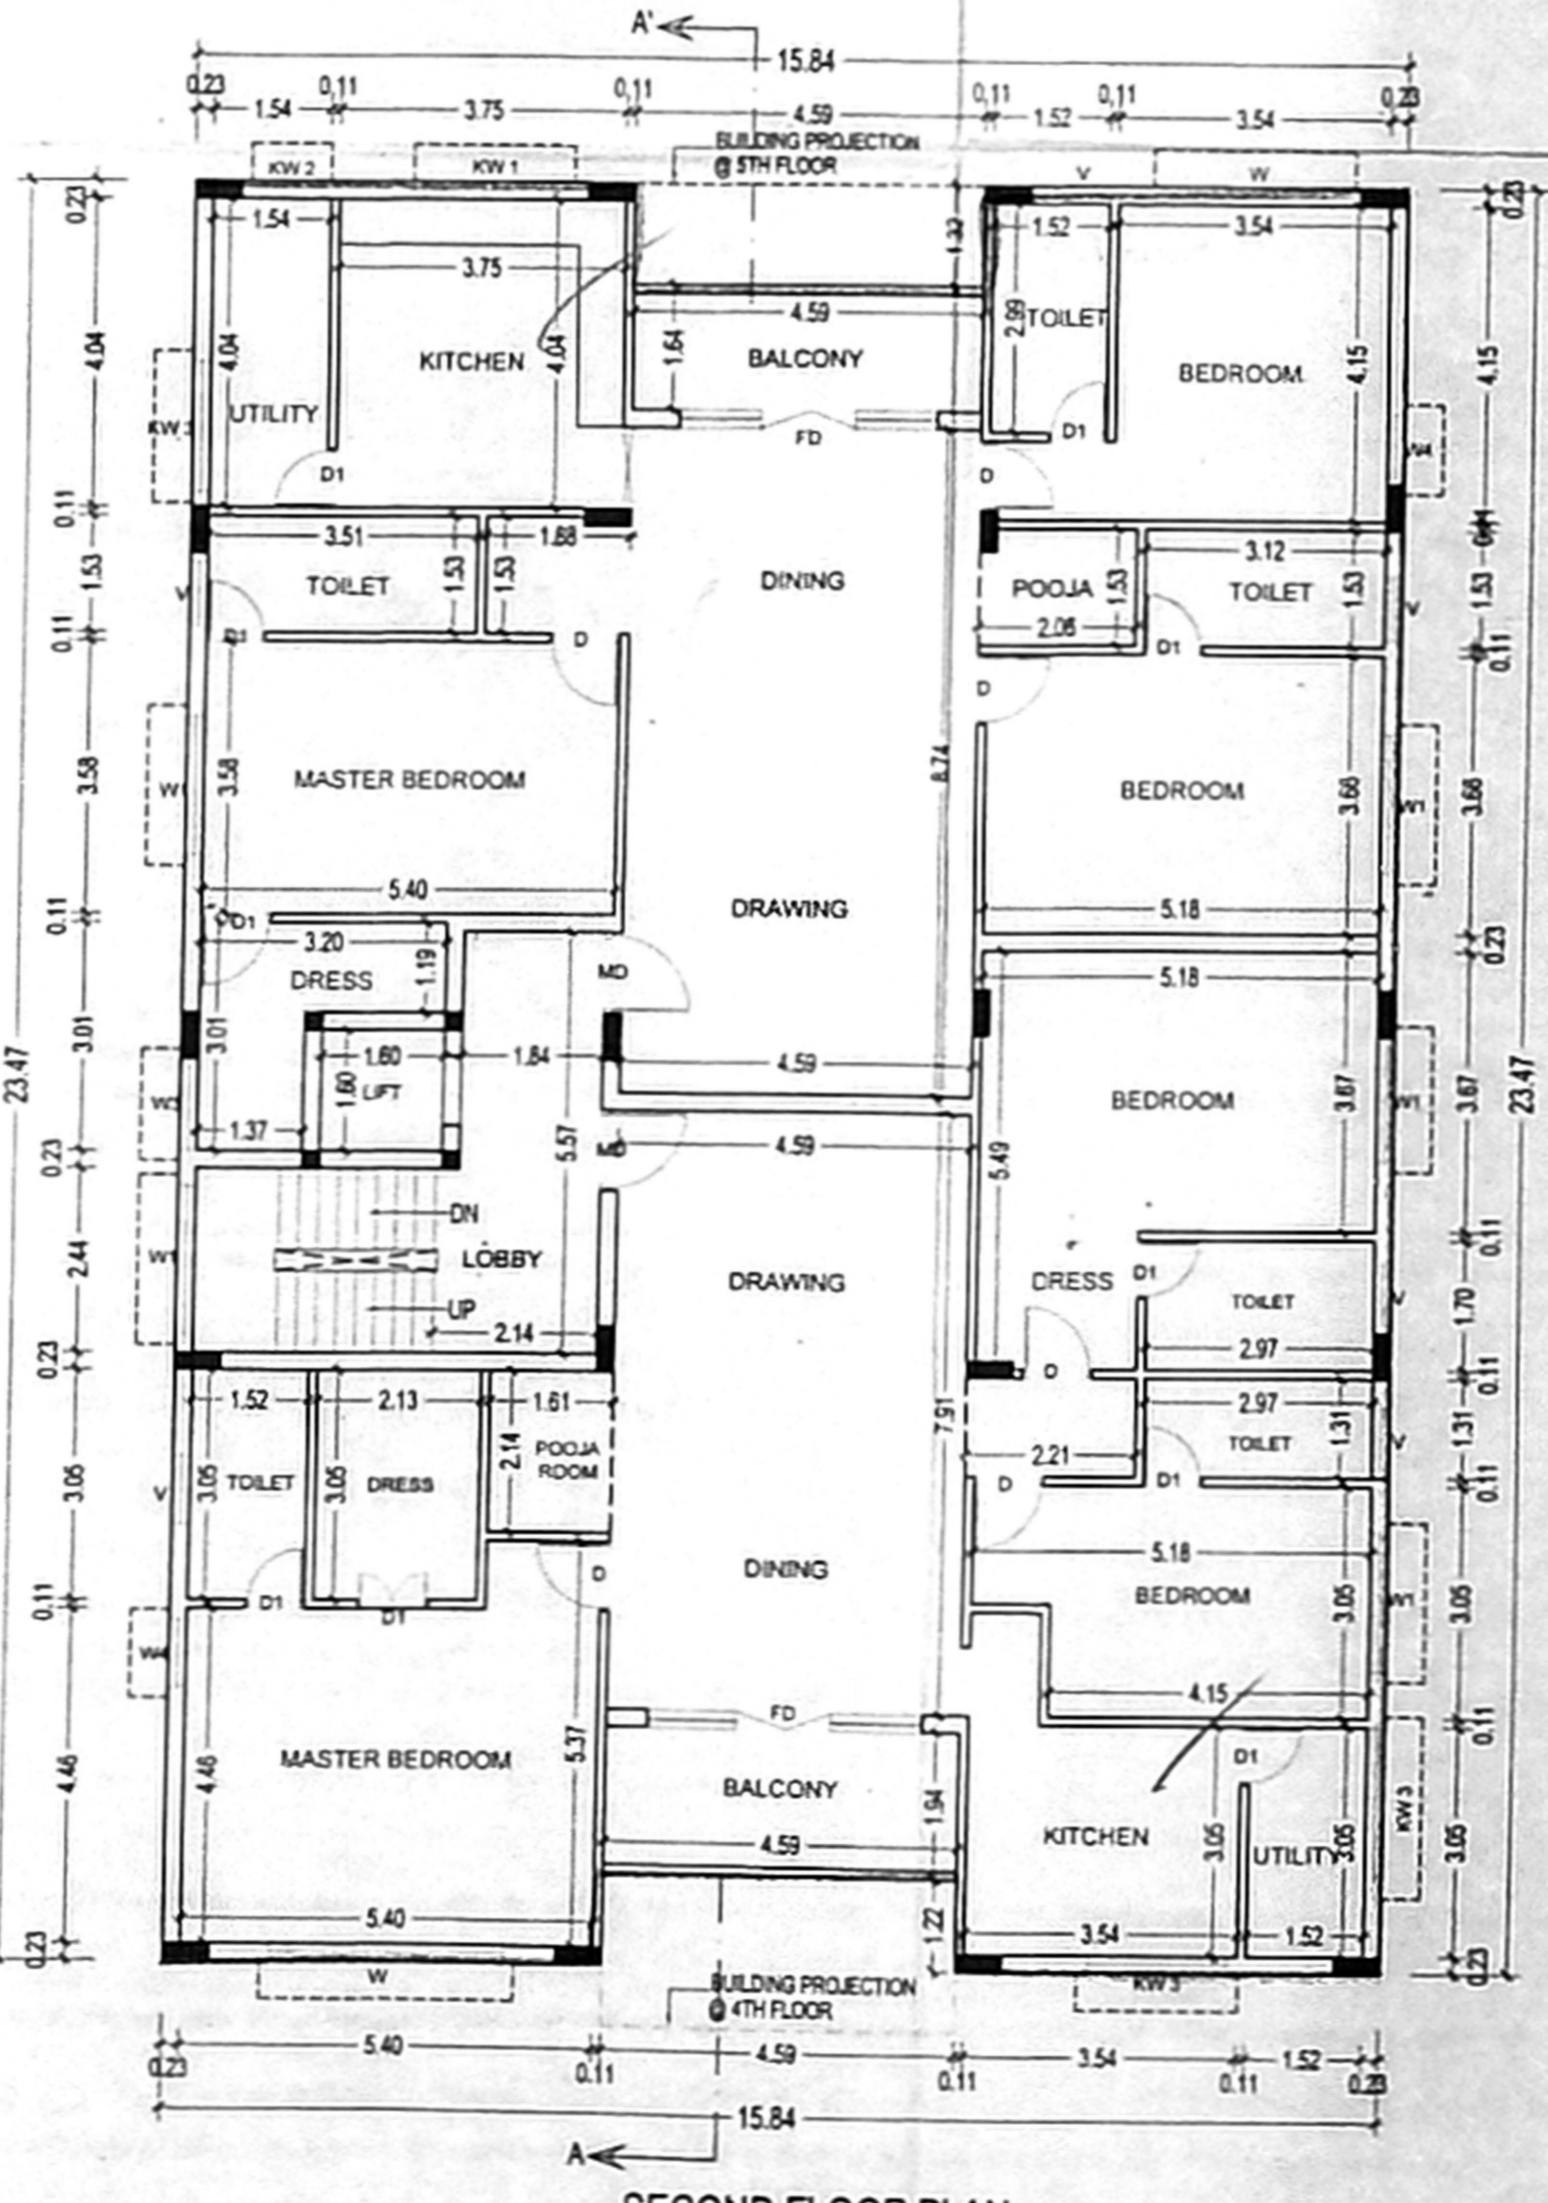 A'
15.84
0.23 0.11 0.11 0.11 0.11 0.23
1.54 3.75 4.59 1.52 3.54
BUILDING PROJECTION
@ 5TH FLOOR
KW 2 KW 1 V W
0.23 0.23
1.54 3.75 1.32 1.52 3.54
4.59
4.04 4.04 KITCHEN 4.04 1.64 BALCONY 2.99 TOILET BEDROOM 4.15 4.15
UTILITY
FD D1 W4
D1 D
0.11
3.51 1.68 3.12
1.53 TOILET 1.53 1.53 DINING POOJA 1.53 TOILET 1.53 1.53
V V
2.06
0.11 D1 D D1 0.11
D
3.58 3.58 MASTER BEDROOM 8.74 BEDROOM 3.66 3.66
W1 W1
5.40 DRAWING 5.18
0.11 D1
3.20 0.23
DRESS 1.19 MD 5.18
3.01 3.01
23.47 1.60 1.84 4.59 23.47
1.60 LIFT BEDROOM 3.67 3.67
W1
1.37 5.57 MD 4.59 5.49
0.23
DN
2.44 LOBBY DRAWING DRESS D1 0.11
UP TOILET V 1.70
2.14 2.97
0.23 D 0.11
1.52 2.13 1.61 2.97
2.14 POOJA
ROOM 7.91 2.21 TOILET 1.31 1.31
V
3.05 3.05 TOILET 3.05 DRESS D D1 0.11
DINING 5.18
D BEDROOM 3.05 3.05
W1
0.11 D1 D1
W4
4.15
FD 0.11
4.46 4.46 MASTER BEDROOM 5.37 D1
BALCONY 1.94 KITCHEN 3.05 UTILITY 3.05 KW 3 3.05
4.59
5.40 1.22 3.54 1.52
0.23 0.23
W KW 3
BUILDING PROJECTION
@ 4TH FLOOR
5.40 4.59 3.54 1.52
0.23 0.11 0.11 0.11 0.23
15.84
A
SECOND FLOOR PLAN